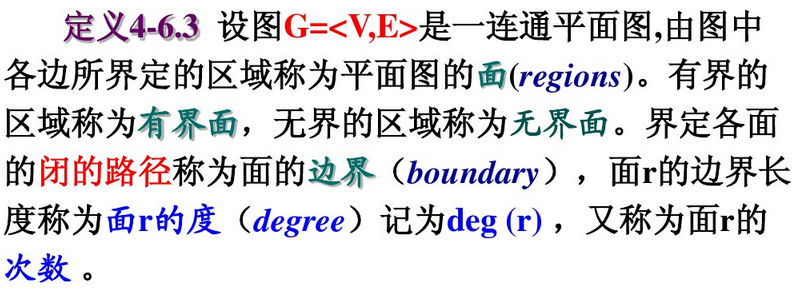 定义4-6.3 设图G=<V,E>是一连通平面图,由图中
各边所界定的区域称为平面图的面(regions)。有界的
区域称为有界面，无界的区域称为无界面。界定各面
的闭的路径称为面的边界（boundary），面r的边界长
度称为面r的度（degree）记为deg (r) ，又称为面r的
次数 。